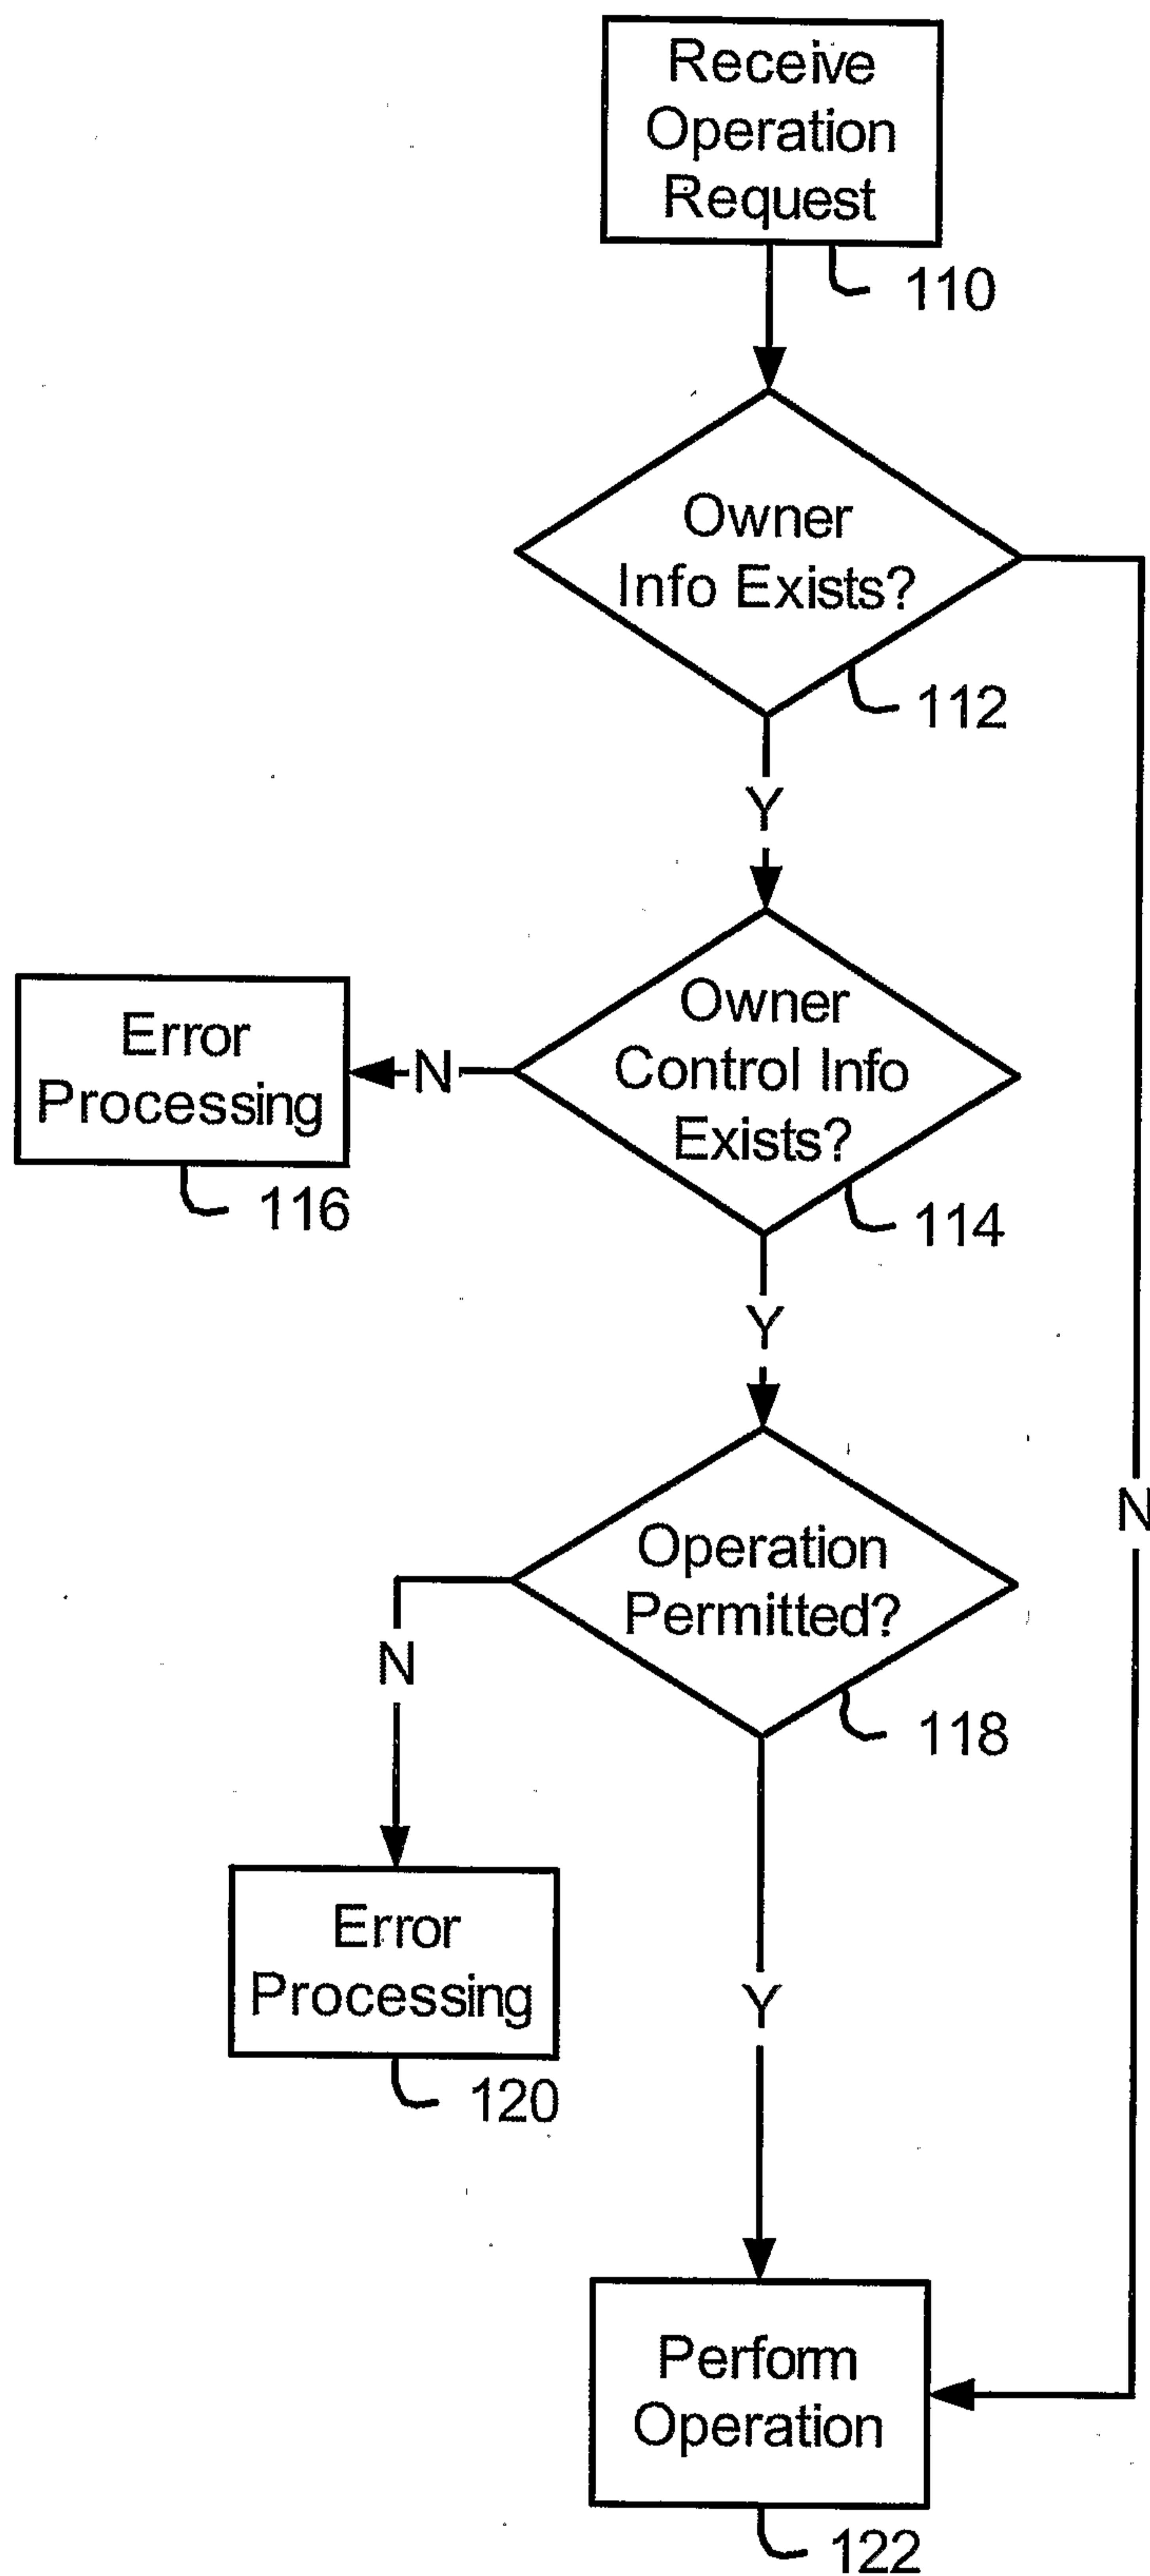 Receive
Operation
Request
110
Owner
Info Exists?
112
Y
N
Owner
Control Info
Exists?
114
N
Error
Processing
116
Y
Operation
Permitted?
118
N
Error
Processing
120
Y
Perform
Operation
122